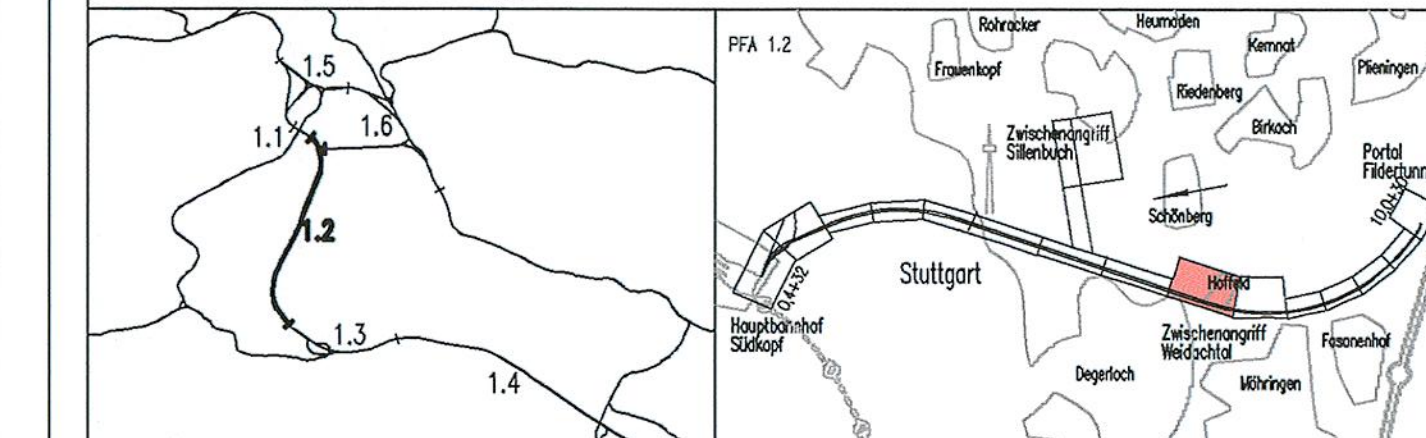 1.5
1.6
1.1
1.2
1.3
1.4
PFA 1.2
Rohracker
Heumaden
Kemnat
Frauenkopf
Plieningen
Riedenberg
Birkach
Zwischenangriff
Sillenbuch
Portal
Fildertunn
10,0+30
Schönberg
Stuttgart
Hoffeld
0,4+32
Hauptbahnhof
Südkopf
Zwischenangriff
Weidachtal
Fasanenhof
Degerloch
Möhringen